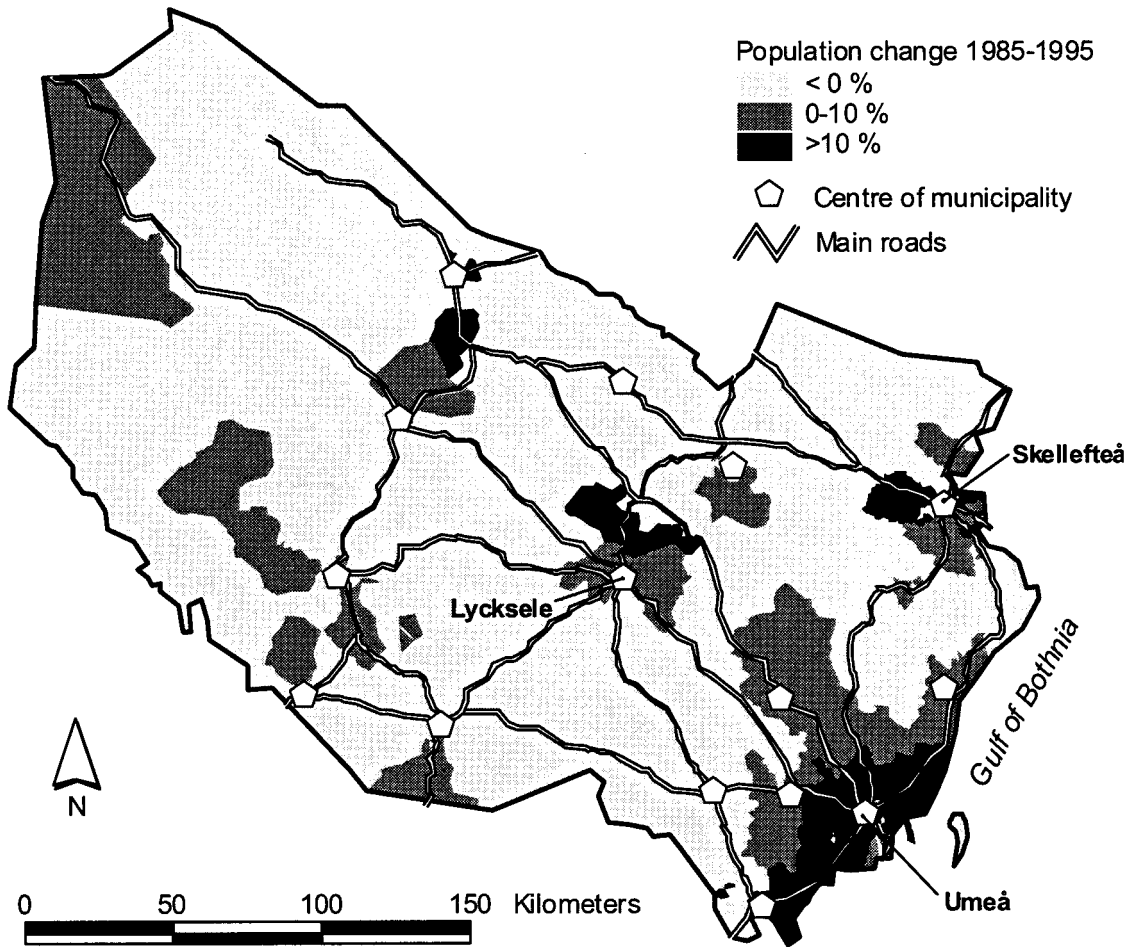 Population change 1985-1995
< 0 %
0-10 %
>10 %
Centre of municipality
Main roads
Skellefteå
Lycksele
Gulf of Bothnia
N
Umeå
0 50 100 150 Kilometers